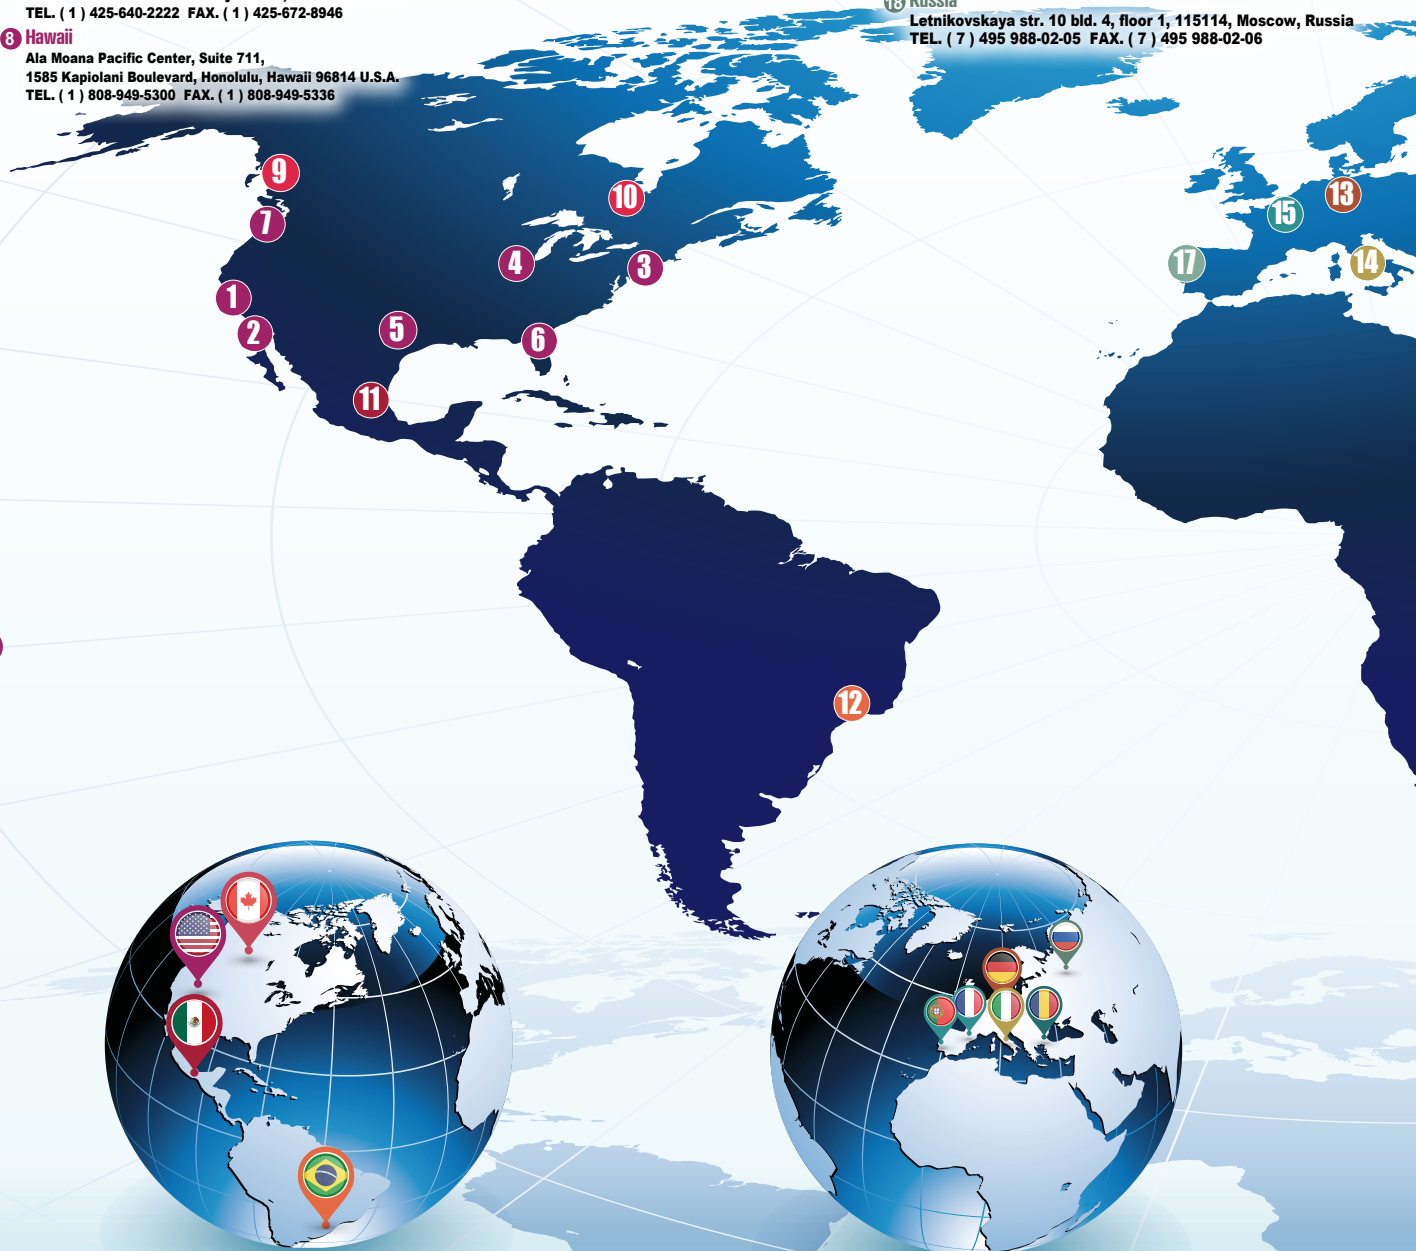 TEL. ( 1 ) 425-640-2222 FAX. ( 1 ) 425-672-8946
8 Hawaii
Ala Moana Pacific Center, Suite 711,
1585 Kapiolani Boulevard, Honolulu, Hawaii 96814 U.S.A.
TEL. ( 1 ) 808-949-5300 FAX. ( 1 ) 808-949-5336
18 Russia
Letnikovskaya str. 10 bld. 4, floor 1, 115114, Moscow, Russia
TEL. ( 7 ) 495 988-02-05 FAX. ( 7 ) 495 988-02-06
9
10
7
4
3
1
2
5
6
11
12
13
15
17
14